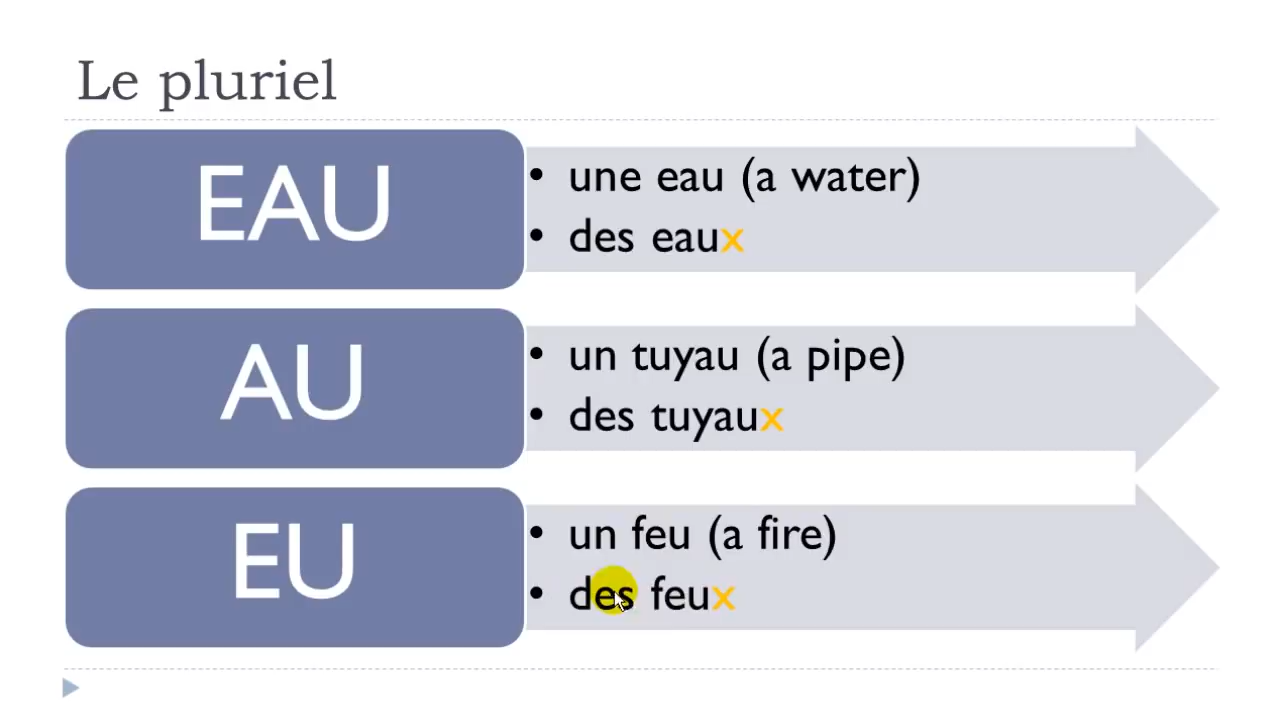 Le pluriel
EAU
• une eau (a water)
• des eaux
AU
• un tuyau (a pipe)
• des tuyaux
EU
• un feu (a fire)
• des feux